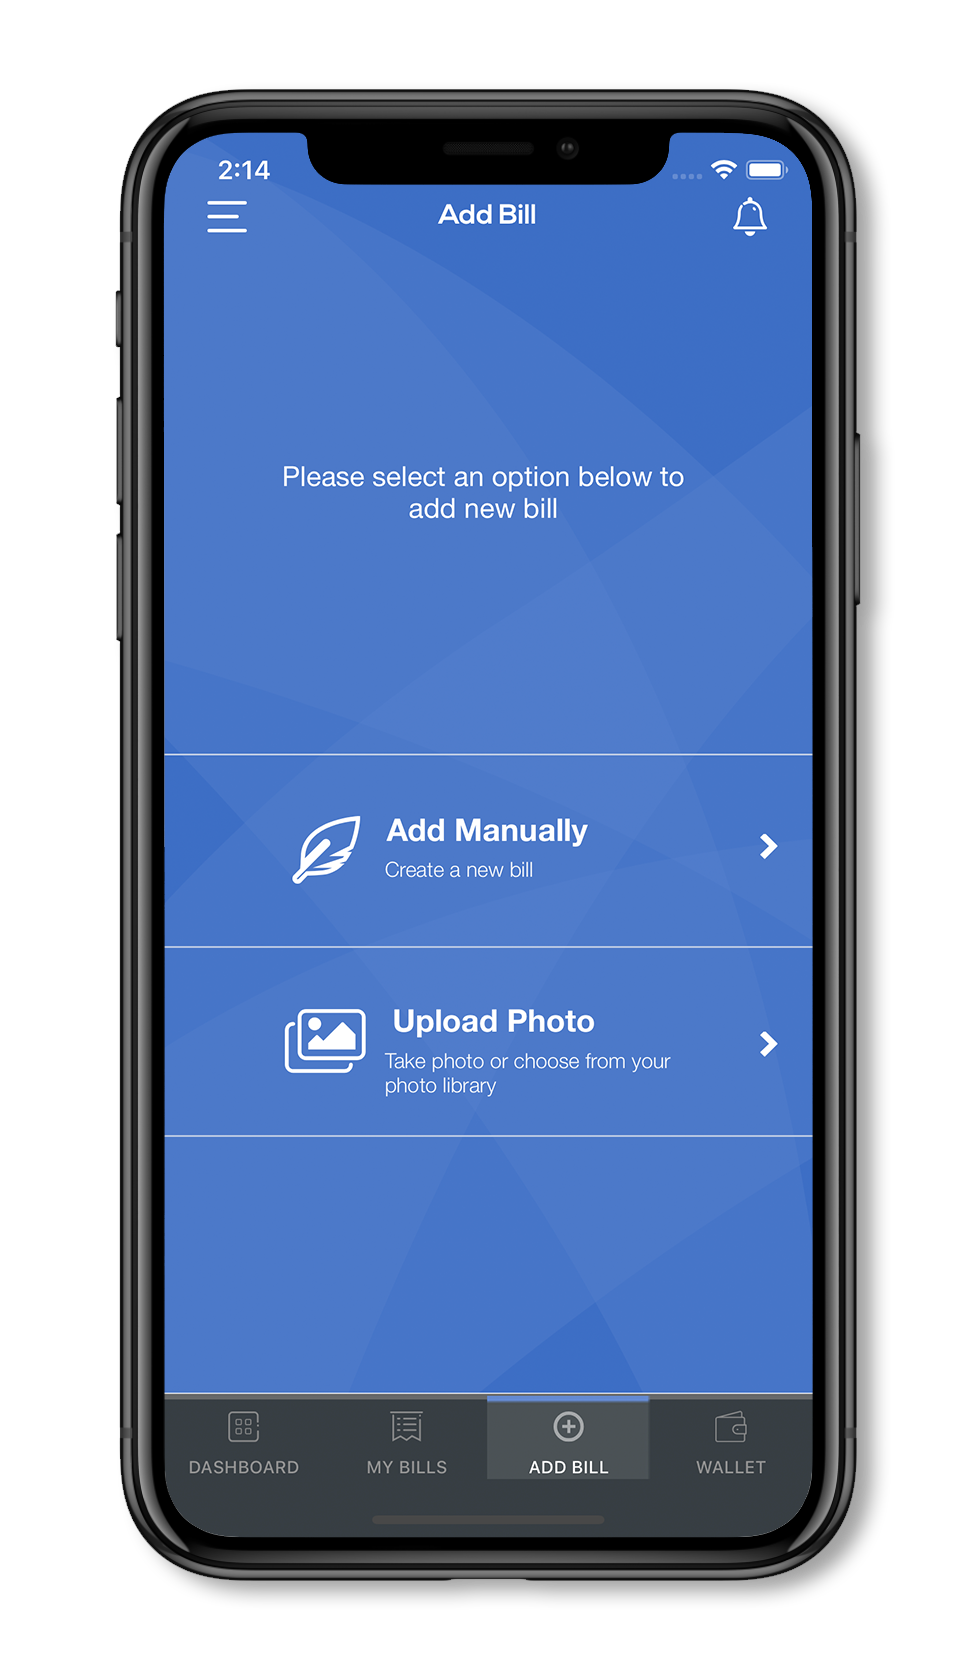 2:14
Add Bill
Please select an option below to
add new bill
Add Manually
Create a new bill
Upload Photo
Take photo or choose from your
photo library
DASHBOARD
MY BILLS
ADD BILL
WALLET